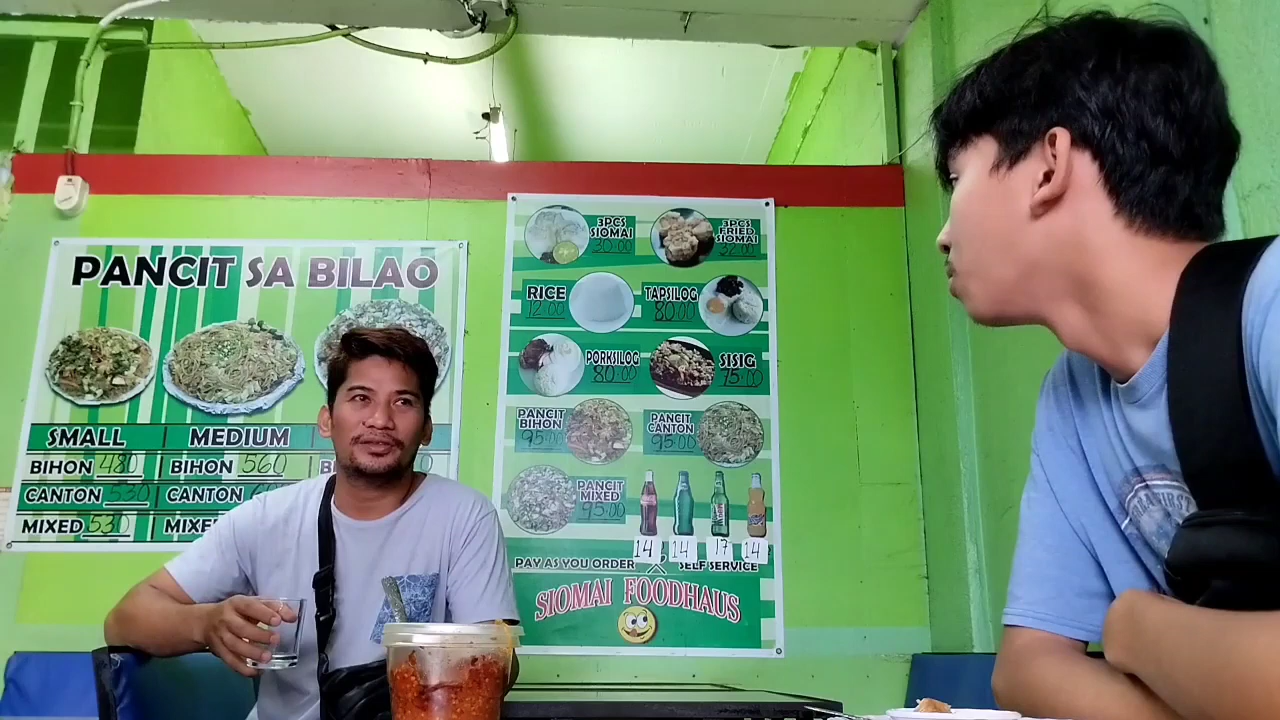 PANCIT SA BILAO
SMALL MEDIUM
BIHON 480 BIHON 560
CANTON 530 CANTON
MIXED 530
3PCS SIOMAI 30.00
3PCS FRIED SIOMAI 32.00
RICE 12.00
TAPSILOG 80.00
PORKSILOG 80.00
SISIG 75.00
PANCIT BIHON 95.00
PANCIT CANTON 95.00
PANCIT MIXED 95.00
14 14 17 14
PAY AS YOU ORDER SELF SERVICE
SIOMAI FOODHAUS